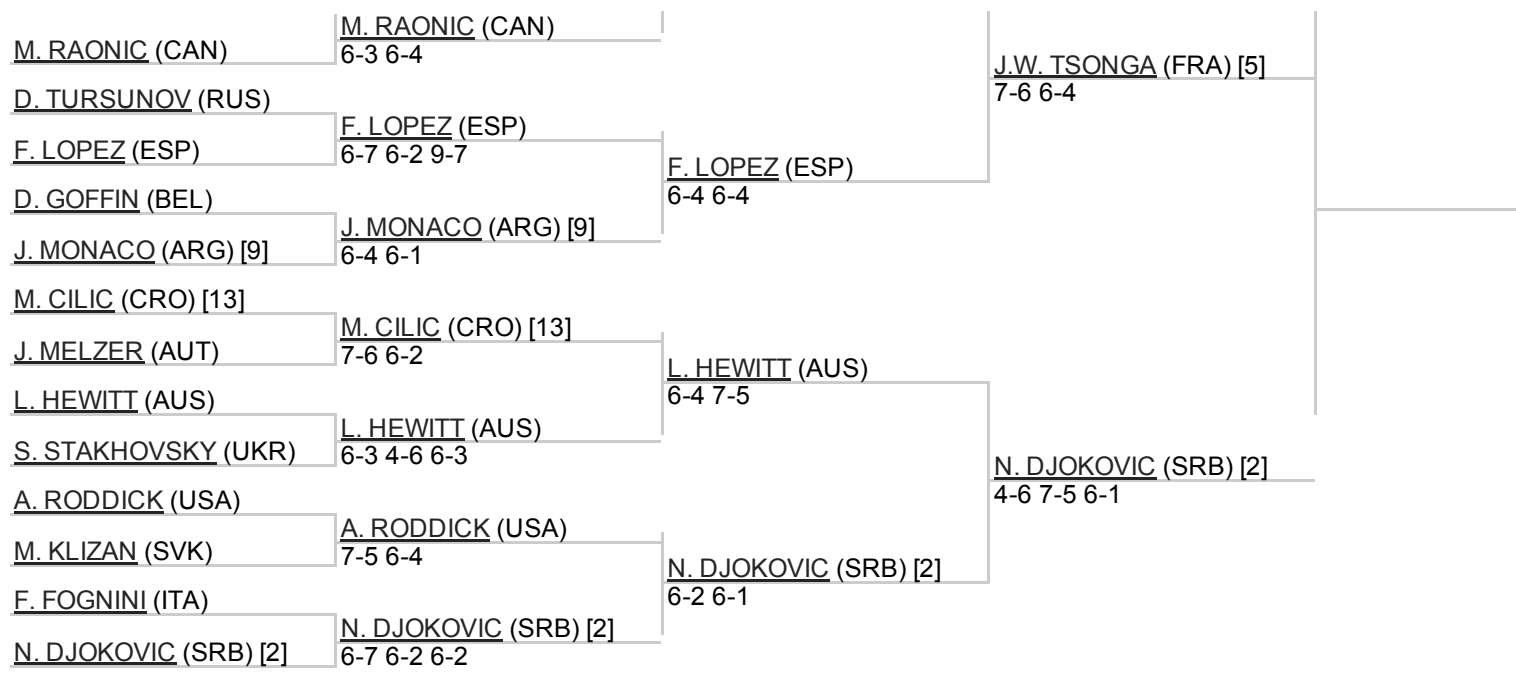 M. RAONIC (CAN)
D. TURSUNOV (RUS)
F. LOPEZ (ESP)
D. GOFFIN (BEL)
J. MONACO (ARG) [9]
M. CILIC (CRO) [13]
J. MELZER (AUT)
L. HEWITT (AUS)
S. STAKHOVSKY (UKR)
A. RODDICK (USA)
M. KLIZAN (SVK)
F. FOGNINI (ITA)
N. DJOKOVIC (SRB) [2]
M. RAONIC (CAN)
6-3 6-4
F. LOPEZ (ESP)
6-7 6-2 9-7
J. MONACO (ARG) [9]
6-4 6-1
M. CILIC (CRO) [13]
7-6 6-2
L. HEWITT (AUS)
6-3 4-6 6-3
A. RODDICK (USA)
7-5 6-4
N. DJOKOVIC (SRB) [2]
6-7 6-2 6-2
F. LOPEZ (ESP)
6-4 6-4
L. HEWITT (AUS)
6-4 7-5
N. DJOKOVIC (SRB) [2]
6-2 6-1
J.W. TSONGA (FRA) [5]
7-6 6-4
N. DJOKOVIC (SRB) [2]
4-6 7-5 6-1